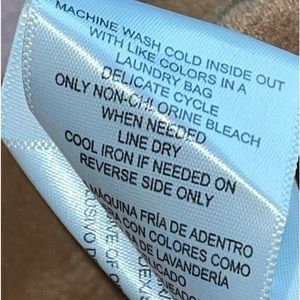 MACHINE WASH COLD INSIDE OUT
WITH LIKE COLORS IN A
LAUNDRY BAG
DELICATE CYCLE
ONLY NON-CHLORINE BLEACH
WHEN NEEDED
LINE DRY
COOL IRON IF NEEDED ON
REVERSE SIDE ONLY
MÁQUINA FRÍA DE ADENTRO
CON COLORES COMO
DE LAVANDERÍA